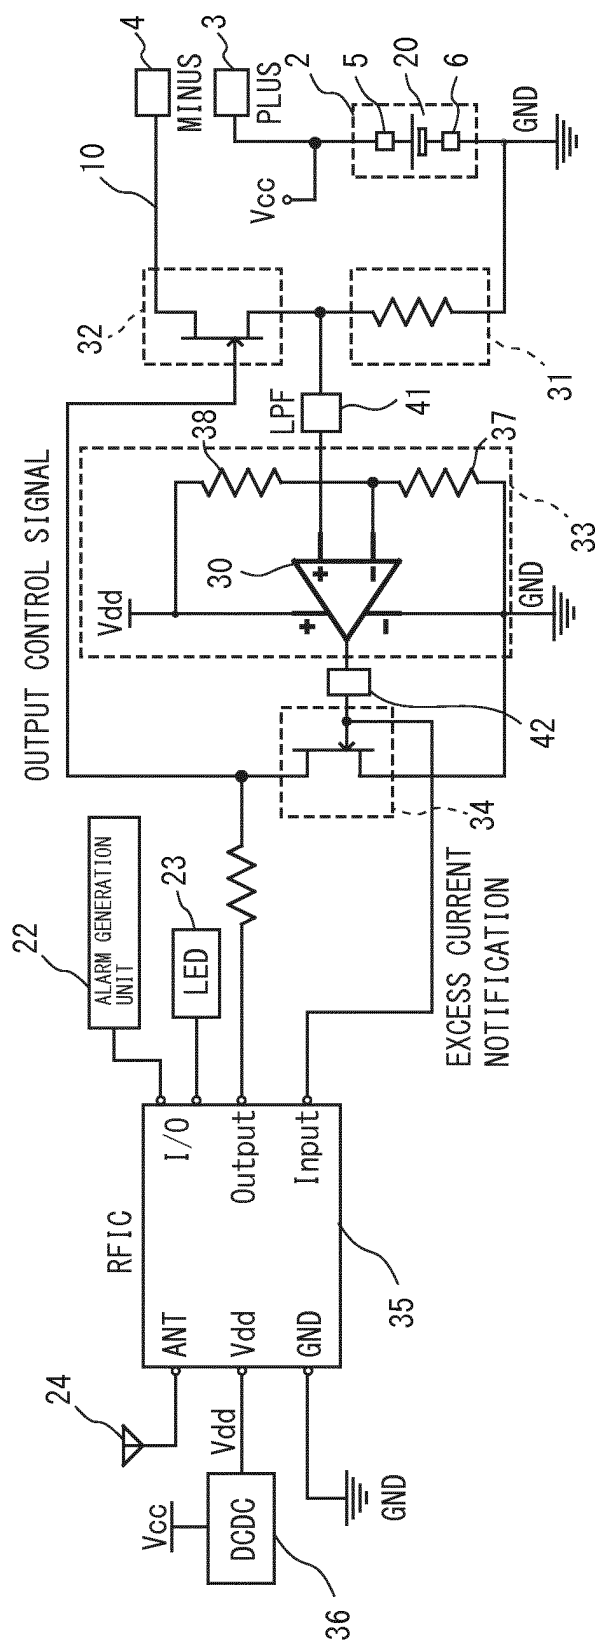 24
ANT
RFIC
I/O
22
ALARM GENERATION
UNIT
23
LED
OUTPUT CONTROL SIGNAL
Vcc
DCDC
36
Vdd
Vdd
Output
GND
GND
Input
35
EXCESS CURRENT
NOTIFICATION
34
42
Vdd
30
+
-
+
-
38
37
33
GND
LPF
41
32
31
10
4
MINUS
3
PLUS
Vcc
2
5
20
6
GND